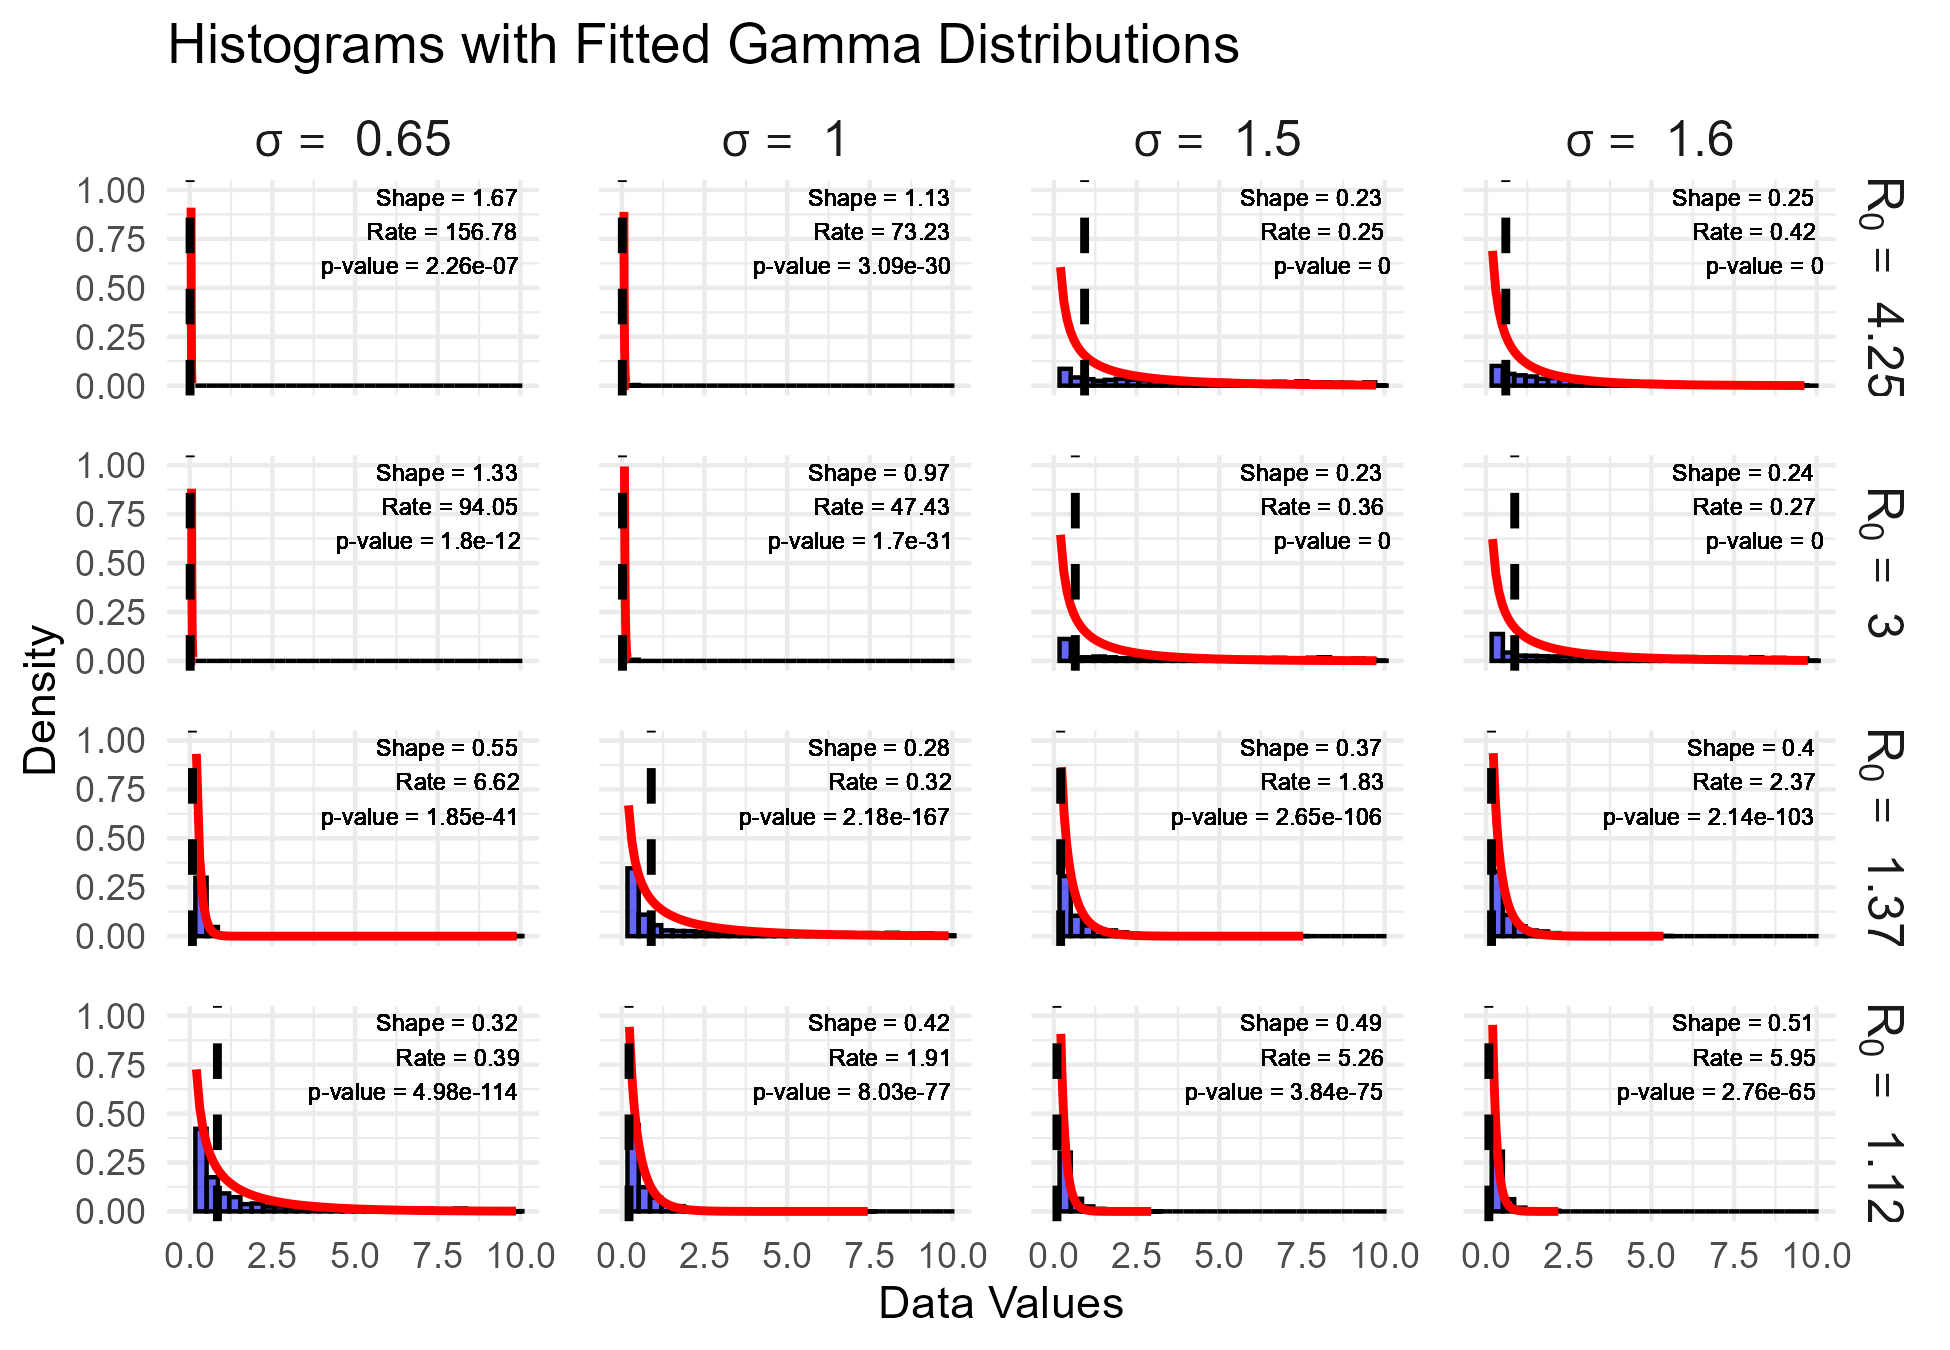 Histograms with Fitted Gamma Distributions
σ = 0.65
σ = 1
σ = 1.5
σ = 1.6
1.00
0.75
0.50
0.25
0.00
Shape = 1.67
Rate = 156.78
p-value = 2.26e-07
Shape = 1.13
Rate = 73.23
p-value = 3.09e-30
Shape = 0.23
Rate = 0.25
p-value = 0
Shape = 0.25
Rate = 0.42
p-value = 0
R₀ = 4.25
1.00
0.75
0.50
0.25
0.00
Shape = 1.33
Rate = 94.05
p-value = 1.8e-12
Shape = 0.97
Rate = 47.43
p-value = 1.7e-31
Shape = 0.23
Rate = 0.36
p-value = 0
Shape = 0.24
Rate = 0.27
p-value = 0
R₀ = 3
Density
1.00
0.75
0.50
0.25
0.00
Shape = 0.55
Rate = 6.62
p-value = 1.85e-41
Shape = 0.28
Rate = 0.32
p-value = 2.18e-167
Shape = 0.37
Rate = 1.83
p-value = 2.65e-106
Shape = 0.4
Rate = 2.37
p-value = 2.14e-103
R₀ = 1.37
1.00
0.75
0.50
0.25
0.00
Shape = 0.32
Rate = 0.39
p-value = 4.98e-114
Shape = 0.42
Rate = 1.91
p-value = 8.03e-77
Shape = 0.49
Rate = 5.26
p-value = 3.84e-75
Shape = 0.51
Rate = 5.95
p-value = 2.76e-65
R₀ = 1.12
0.0 2.5 5.0 7.5 10.0
0.0 2.5 5.0 7.5 10.0
0.0 2.5 5.0 7.5 10.0
0.0 2.5 5.0 7.5 10.0
Data Values